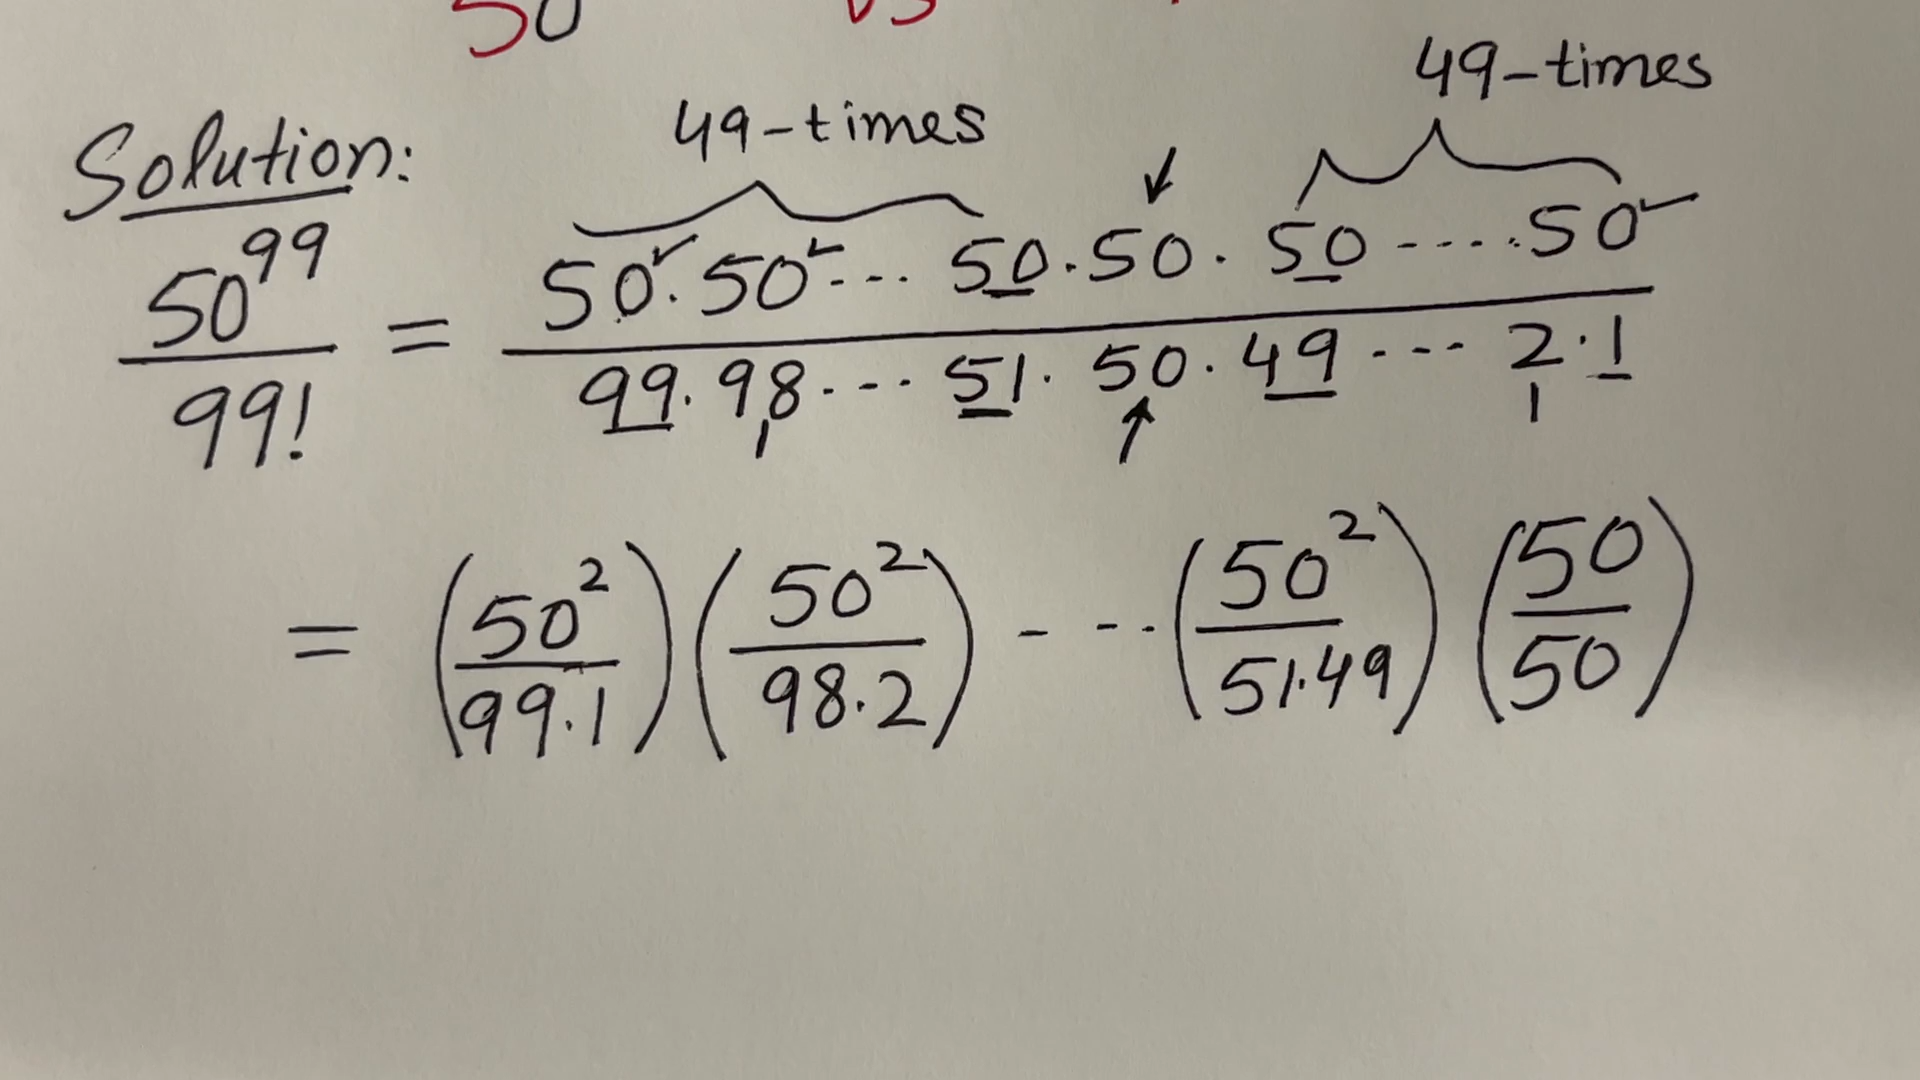 50 vs
49-times 49-times
Solution:
50^99 / 99! = 50.50--- 50.50.50----.50 / 99.98.--- 51.50.49 ---- 2.1
= (50^2 / 99.1) (50^2 / 98.2) - --- (50^2 / 51.49) (50 / 50)